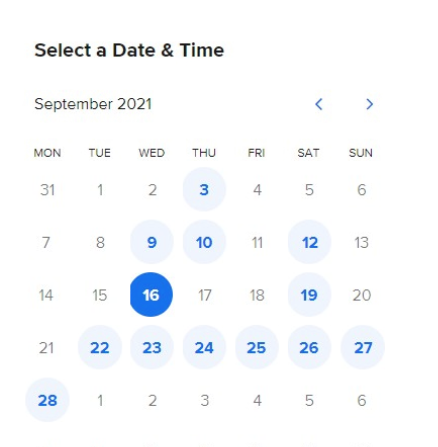 Select a Date & Time
September 2021
MON TUE WED THU FRI SAT SUN
31 1 2 3 4 5 6
7 8 9 10 11 12 13
14 15 16 17 18 19 20
21 22 23 24 25 26 27
28 1 2 3 4 5 6